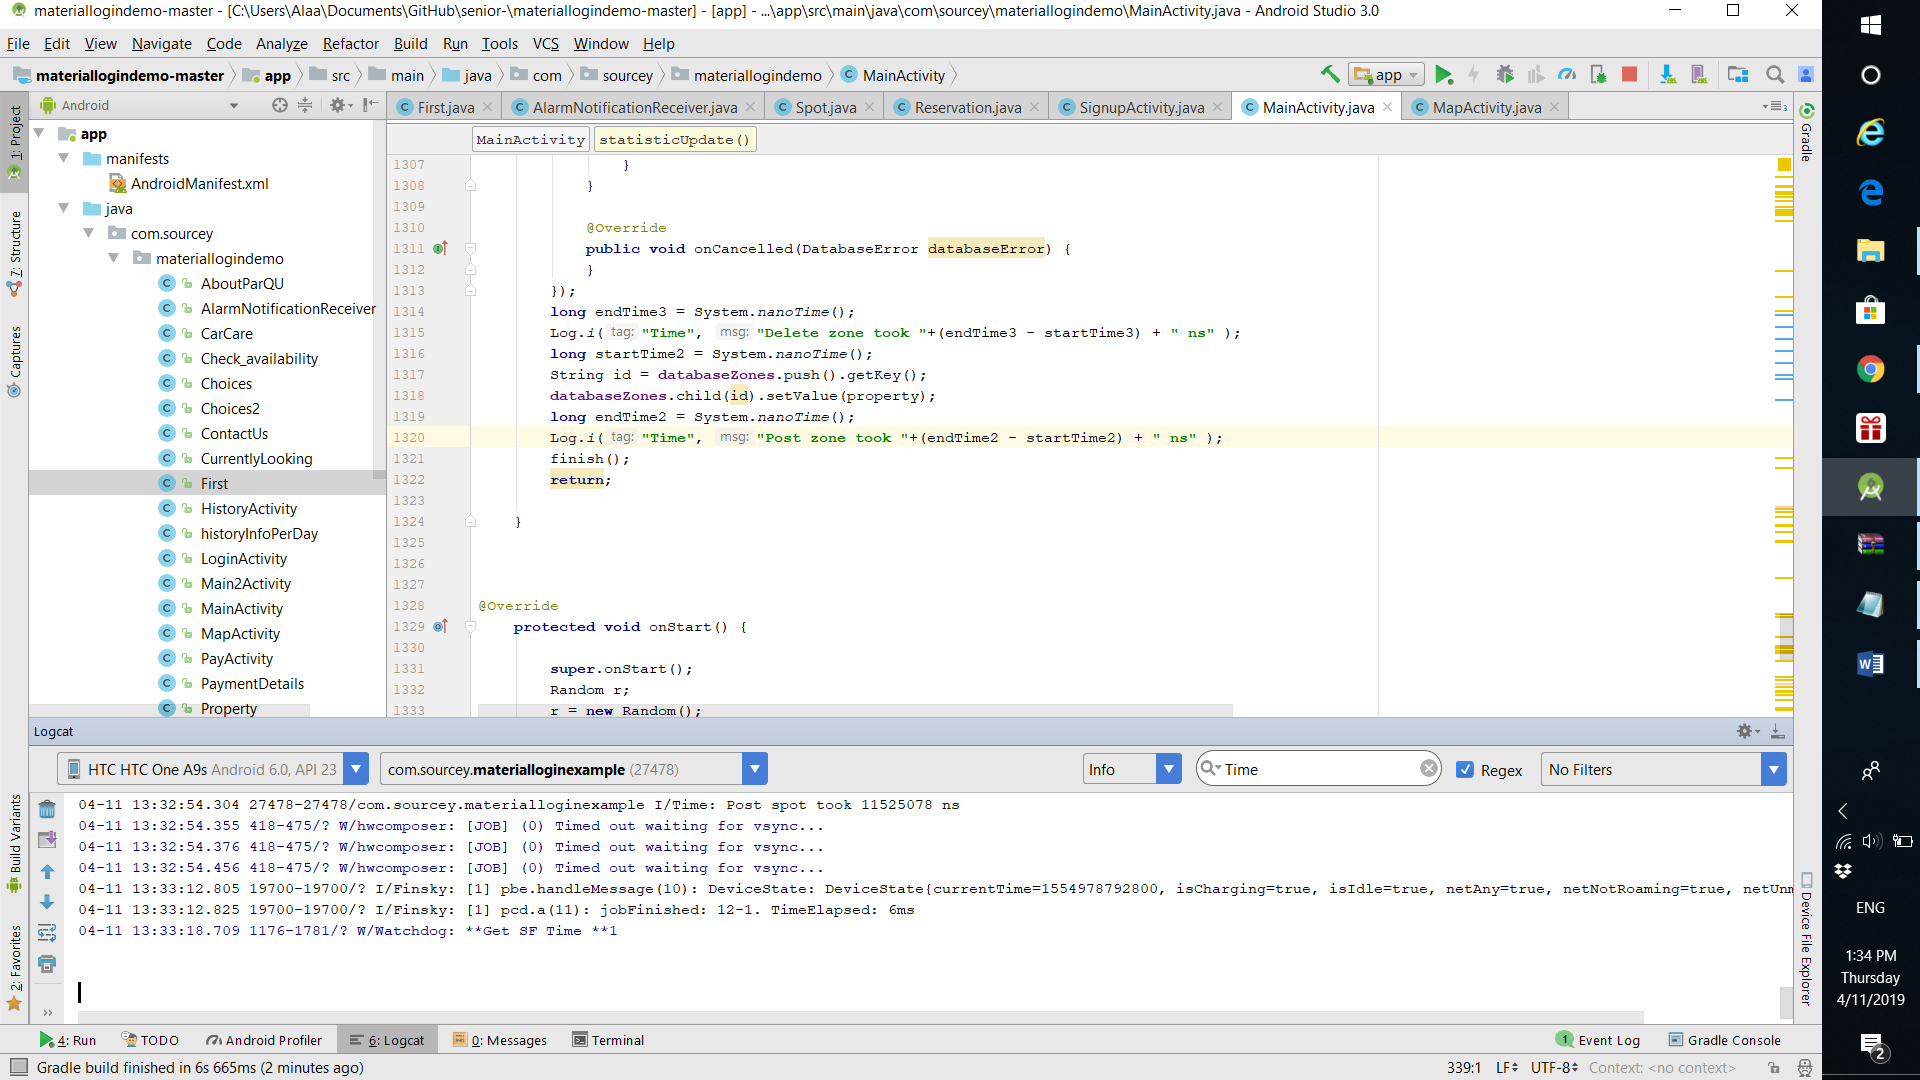 materiallogindemo-master - [C:\Users\Alaa\Documents\GitHub\senior-\materiallogindemo-master] - [app] - ...\app\src\main\java\com\sourcey\materiallogindemo\MainActivity.java - Android Studio 3.0
File Edit View Navigate Code Analyze Refactor Build Run Tools VCS Window Help
materiallogindemo-master app src main java com sourcey materiallogindemo MainActivity
app
Android
First.java AlarmNotificationReceiver.java Spot.java Reservation.java SignupActivity.java MainActivity.java MapActivity.java
3
1: Project
7: Structure
Captures
Build Variants
2: Favorites
app
manifests
AndroidManifest.xml
java
com.sourcey
materiallogindemo
AboutParQU
AlarmNotificationReceiver
CarCare
Check_availability
Choices
Choices2
ContactUs
CurrentlyLooking
First
HistoryActivity
historyInfoPerDay
LoginActivity
Main2Activity
MainActivity
MapActivity
PayActivity
PaymentDetails
Property
MainActivity statisticUpdate()
1307 }
1308 }
1309
1310 @Override
1311 public void onCancelled(DatabaseError databaseError) {
1312 }
1313 });
1314 long endTime3 = System.nanoTime();
1315 Log.i( tag: "Time", msg: "Delete zone took "+(endTime3 - startTime3) + " ns" );
1316 long startTime2 = System.nanoTime();
1317 String id = databaseZones.push().getKey();
1318 databaseZones.child(id).setValue(property);
1319 long endTime2 = System.nanoTime();
1320 Log.i( tag: "Time", msg: "Post zone took "+(endTime2 - startTime2) + " ns" );
1321 finish();
1322 return;
1323
1324 }
1325
1326
1327
1328 @Override
1329 protected void onStart() {
1330
1331 super.onStart();
1332 Random r;
1333 r = new Random();
Gradle
Device File Explorer
Logcat
HTC HTC One A9s Android 6.0, API 23 com.sourcey.materialloginexample (27478) Info Time Regex No Filters
04-11 13:32:54.304 27478-27478/com.sourcey.materialloginexample I/Time: Post spot took 11525078 ns
04-11 13:32:54.355 418-475/? W/hwcomposer: [JOB] (0) Timed out waiting for vsync...
04-11 13:32:54.376 418-475/? W/hwcomposer: [JOB] (0) Timed out waiting for vsync...
04-11 13:32:54.456 418-475/? W/hwcomposer: [JOB] (0) Timed out waiting for vsync...
04-11 13:33:12.805 19700-19700/? I/Finsky: [1] pbe.handleMessage(10): DeviceState: DeviceState{currentTime=1554978792800, isCharging=true, isIdle=true, netAny=true, netNotRoaming=true, netUnm
04-11 13:33:12.825 19700-19700/? I/Finsky: [1] pcd.a(11): jobFinished: 12-1. TimeElapsed: 6ms
04-11 13:33:18.709 1176-1781/? W/Watchdog: **Get SF Time **1
4: Run TODO Android Profiler 6: Logcat 0: Messages Terminal 1 Event Log Gradle Console
Gradle build finished in 6s 665ms (2 minutes ago) 339:1 LF UTF-8 Context: <no context>
ENG
1:34 PM
Thursday
4/11/2019
2